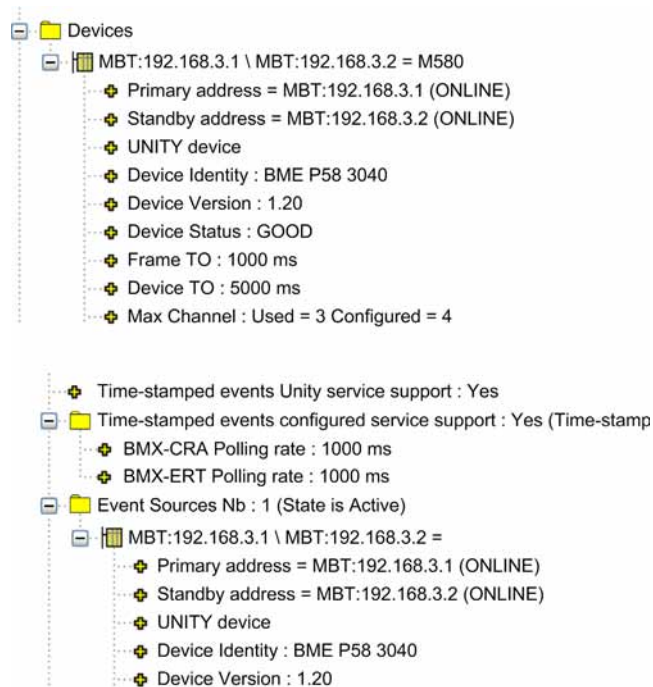 Devices
MBT:192.168.3.1 \ MBT:192.168.3.2 = M580
Primary address = MBT:192.168.3.1 (ONLINE)
Standby address = MBT:192.168.3.2 (ONLINE)
UNITY device
Device Identity : BME P58 3040
Device Version : 1.20
Device Status : GOOD
Frame TO : 1000 ms
Device TO : 5000 ms
Max Channel : Used = 3 Configured = 4
Time-stamped events Unity service support : Yes
Time-stamped events configured service support : Yes (Time-stamp
BMX-CRA Polling rate : 1000 ms
BMX-ERT Polling rate : 1000 ms
Event Sources Nb : 1 (State is Active)
MBT:192.168.3.1 \ MBT:192.168.3.2 =
Primary address = MBT:192.168.3.1 (ONLINE)
Standby address = MBT:192.168.3.2 (ONLINE)
UNITY device
Device Identity : BME P58 3040
Device Version : 1.20